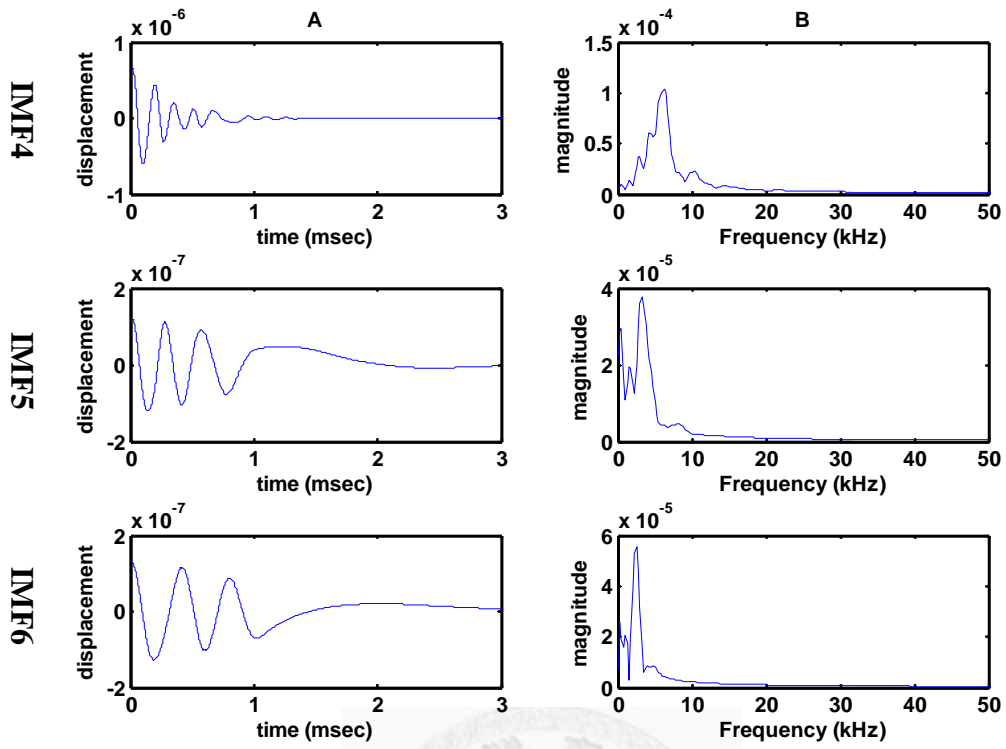 A
B
IMF4
x 10^-6
1
0
-1
displacement
0 1 2 3
time (msec)
x 10^-4
1.5
1
0.5
0
magnitude
0 10 20 30 40 50
Frequency (kHz)
IMF5
x 10^-7
2
0
-2
displacement
0 1 2 3
time (msec)
x 10^-5
4
2
0
magnitude
0 10 20 30 40 50
Frequency (kHz)
IMF6
x 10^-7
2
0
-2
displacement
0 1 2 3
time (msec)
x 10^-5
6
4
2
0
magnitude
0 10 20 30 40 50
Frequency (kHz)